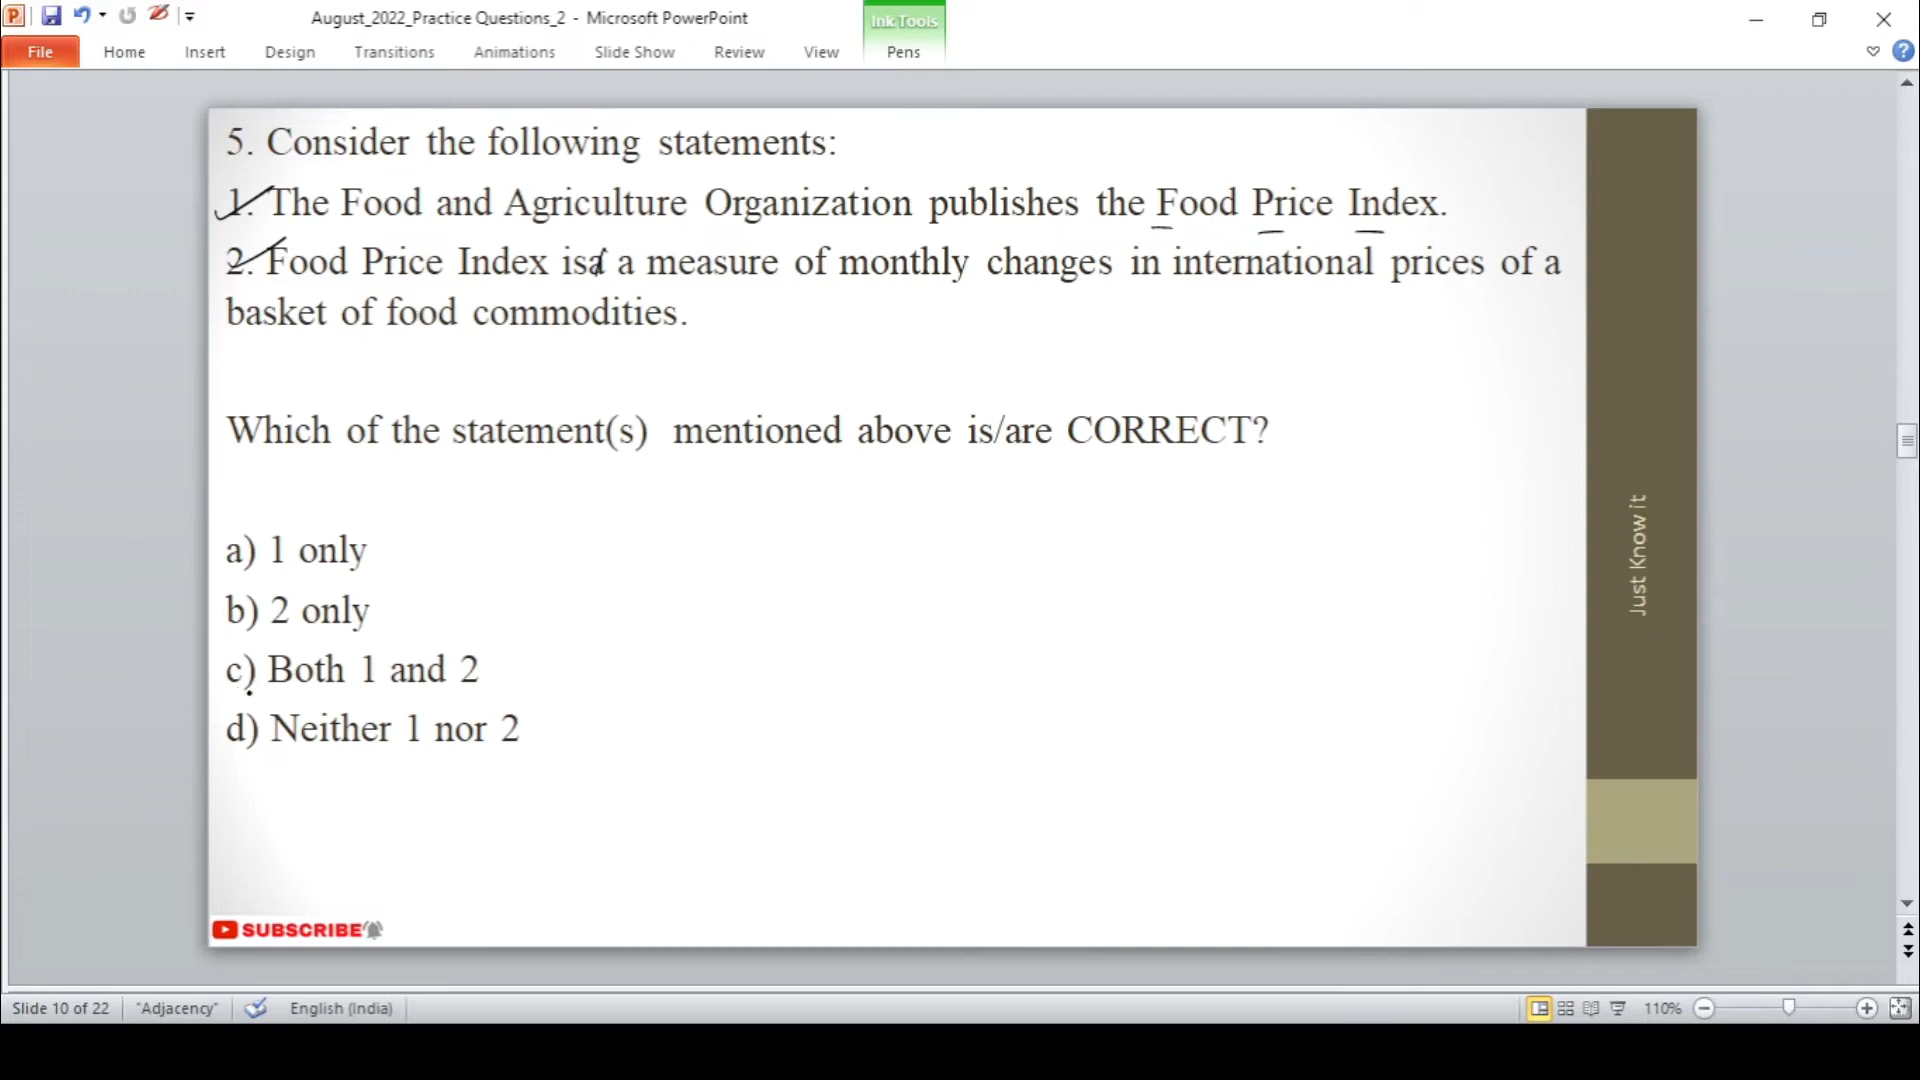 August_2022_Practice Questions_2 - Microsoft PowerPoint
Ink Tools
File Home Insert Design Transitions Animations Slide Show Review View Pens
5. Consider the following statements:
1. The Food and Agriculture Organization publishes the Food Price Index.
2. Food Price Index is a measure of monthly changes in international prices of a
basket of food commodities.
Which of the statement(s) mentioned above is/are CORRECT?
a) 1 only
b) 2 only
c) Both 1 and 2
d) Neither 1 nor 2
Just Know it
SUBSCRIBE
Slide 10 of 22 "Adjacency" English (India) 110%